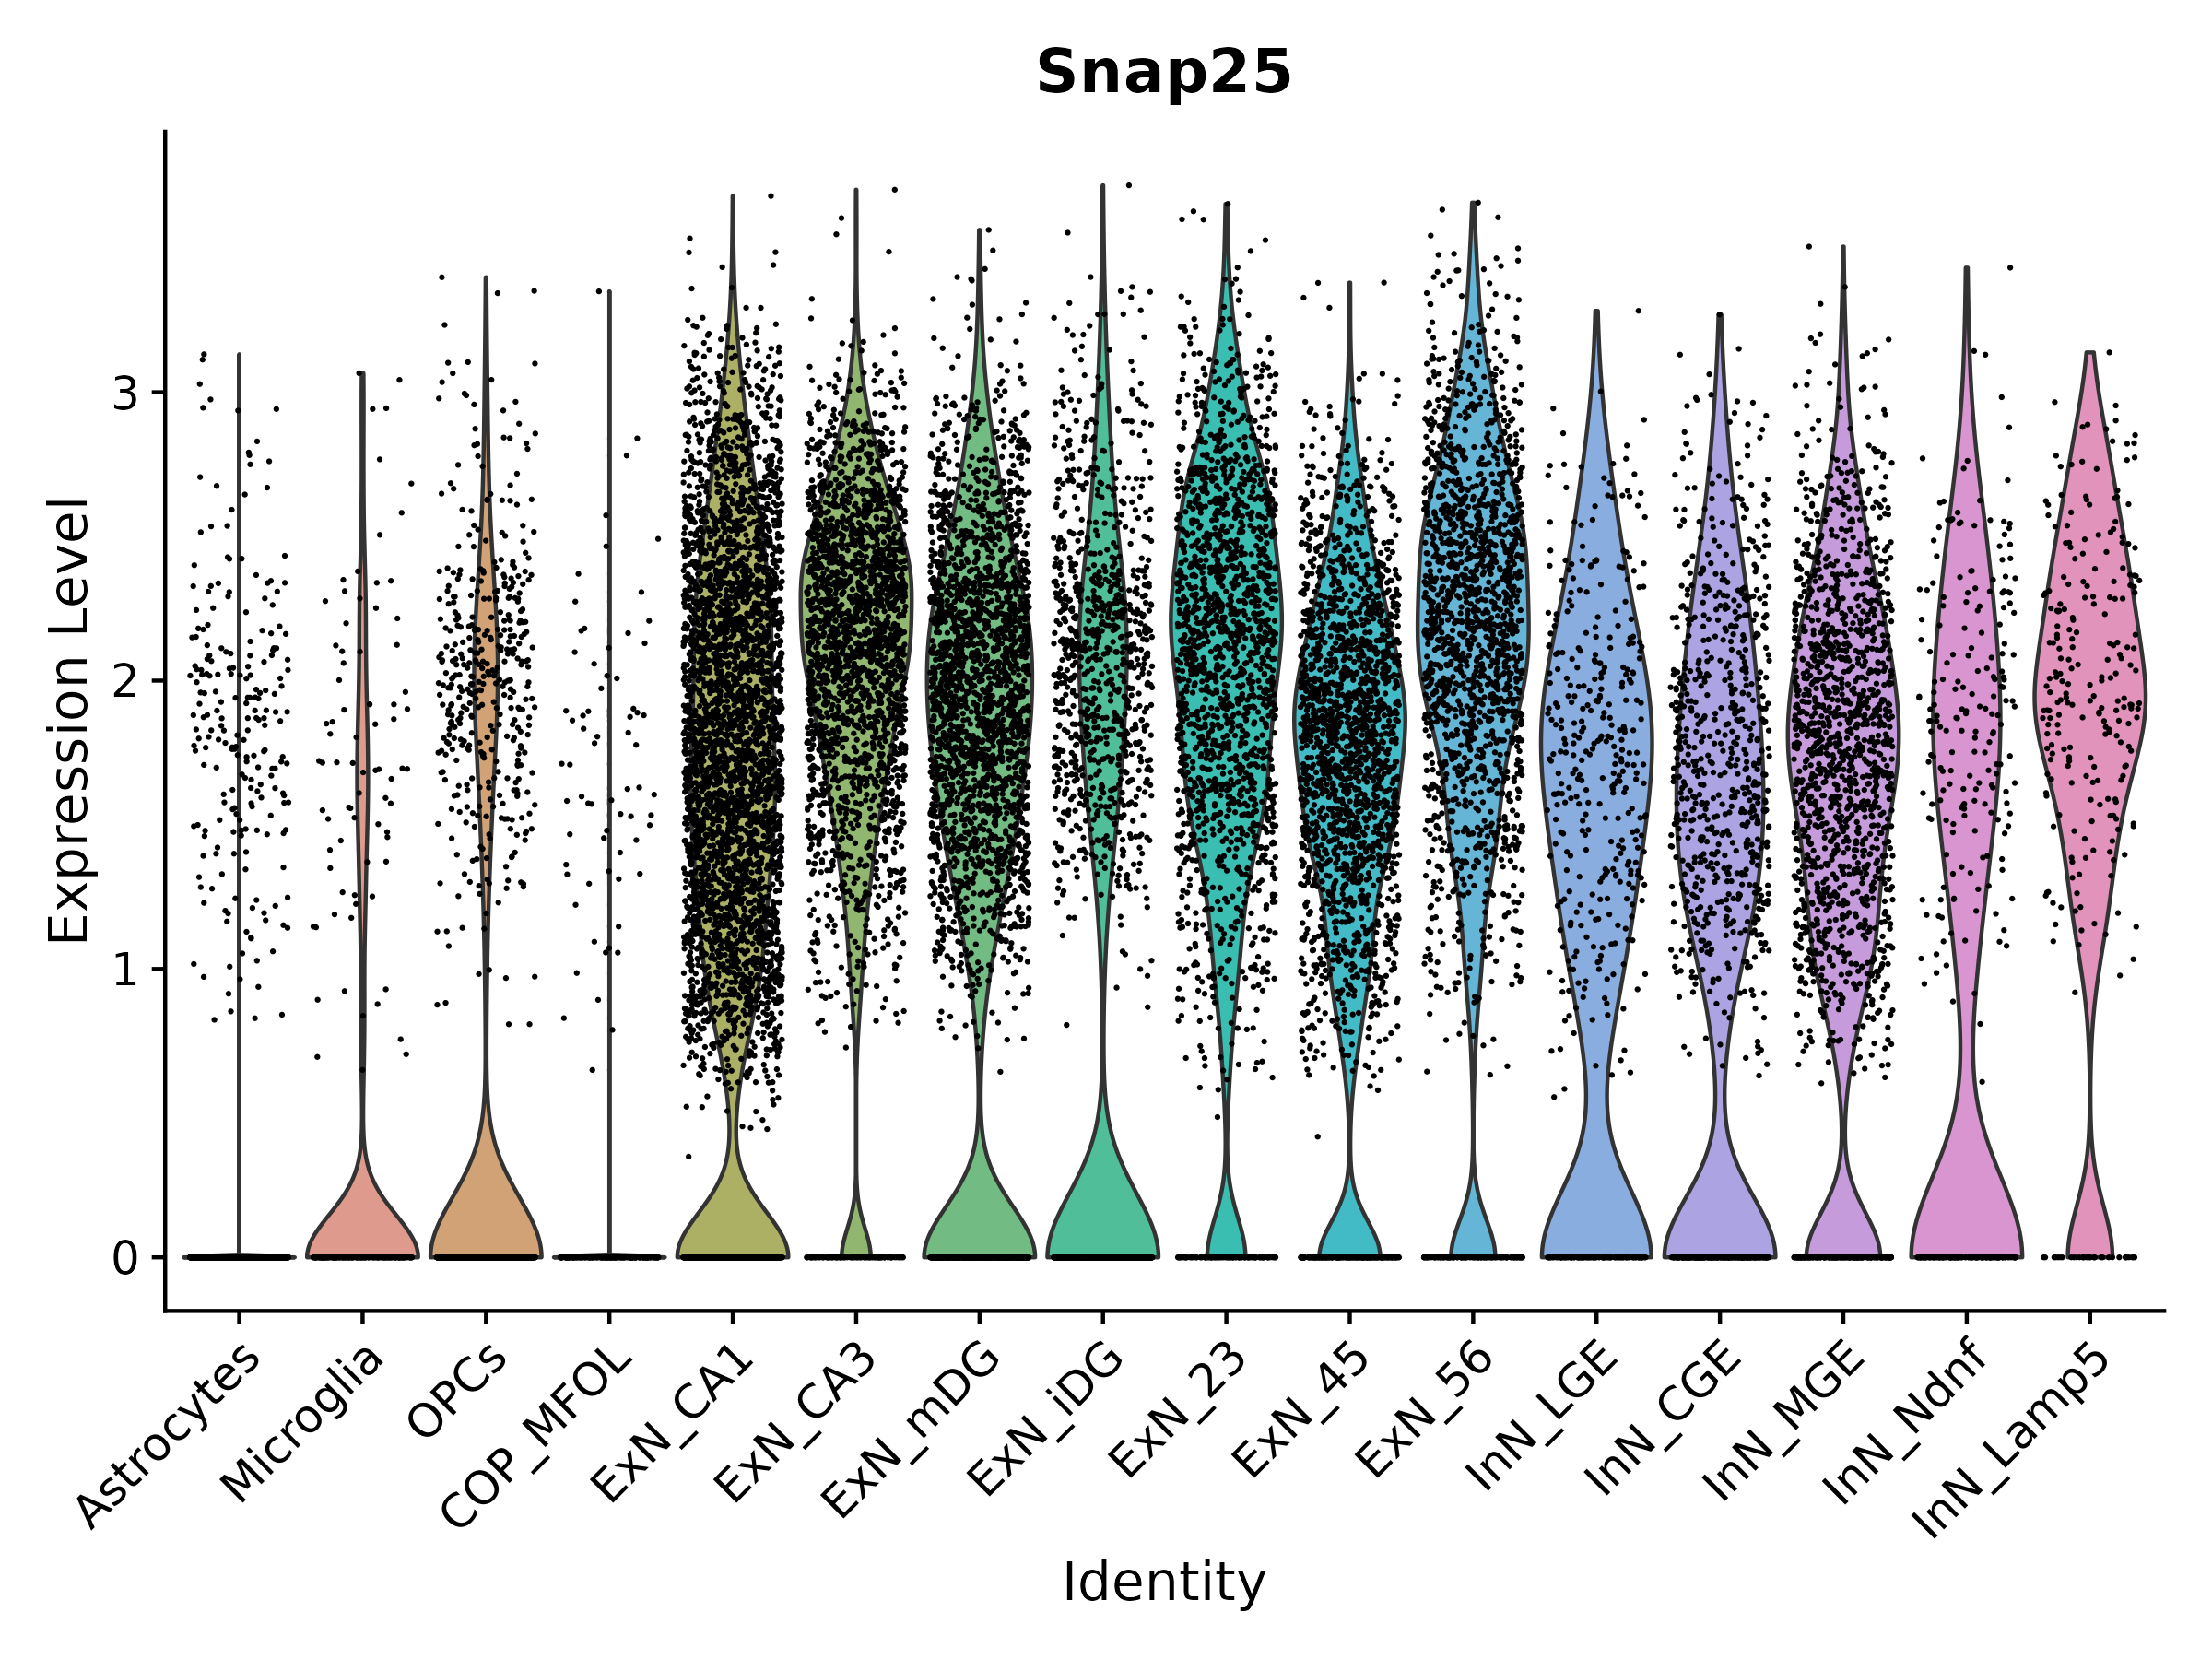 Snap25
Expression Level
3
2
1
0
Astrocytes
Microglia
OPCs
COP_MFOL
ExN_CA1
ExN_CA3
ExN_mDG
ExN_iDG
ExN_23
ExN_45
ExN_56
InN_LGE
InN_CGE
InN_MGE
InN_Ndnf
InN_Lamp5
Identity